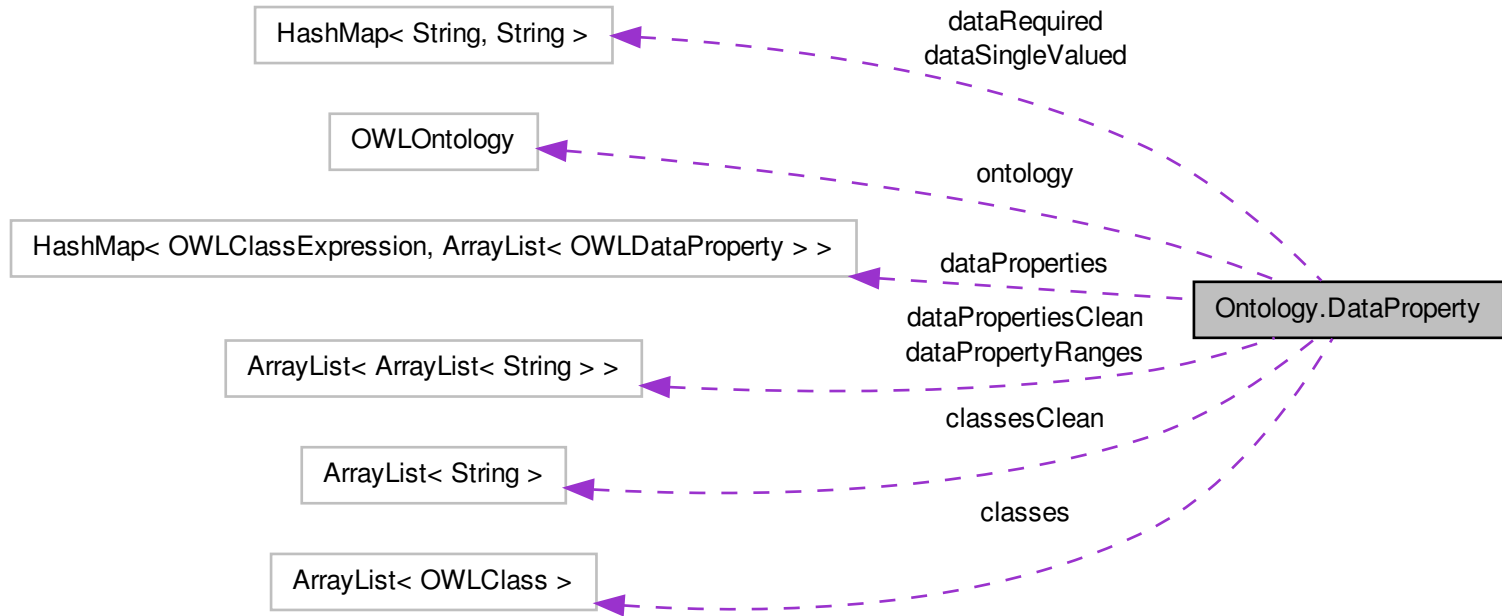 dataRequired
HashMap< String, String >
dataSingleValued
OWLOntology
ontology
HashMap< OWLClassExpression, ArrayList< OWLDataProperty > >
dataProperties
Ontology.DataProperty
dataPropertiesClean
dataPropertyRanges
ArrayList< ArrayList< String > >
classesClean
ArrayList< String >
classes
ArrayList< OWLClass >